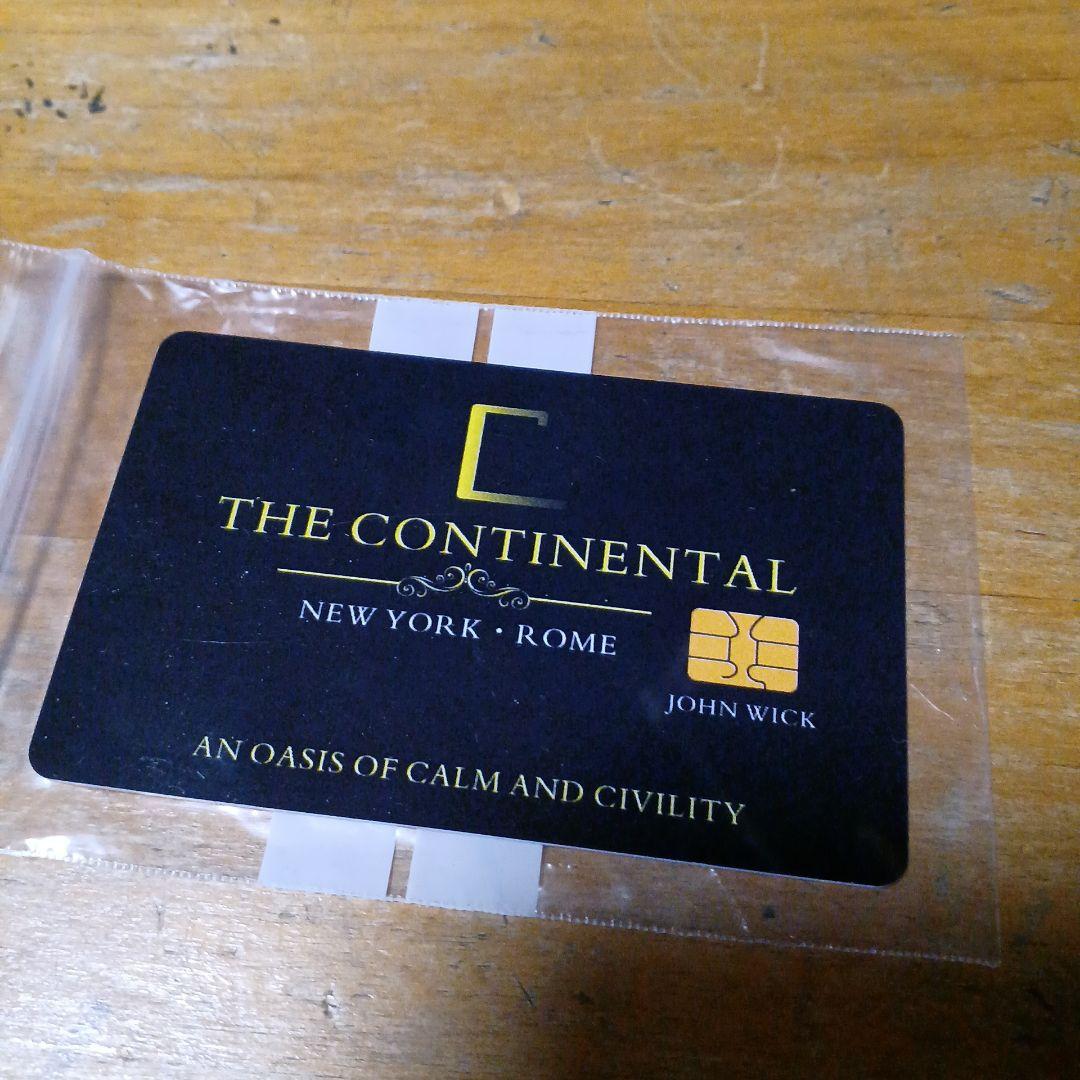 C
THE CONTINENTAL
NEW YORK • ROME
JOHN WICK
AN OASIS OF CALM AND CIVILITY